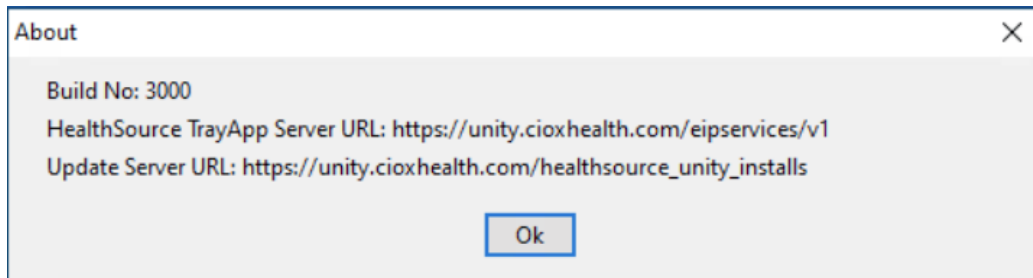 About
Build No: 3000
HealthSource TrayApp Server URL: https://unity.cioxhealth.com/eipservices/v1
Update Server URL: https://unity.cioxhealth.com/healthsource_unity_installs
Ok